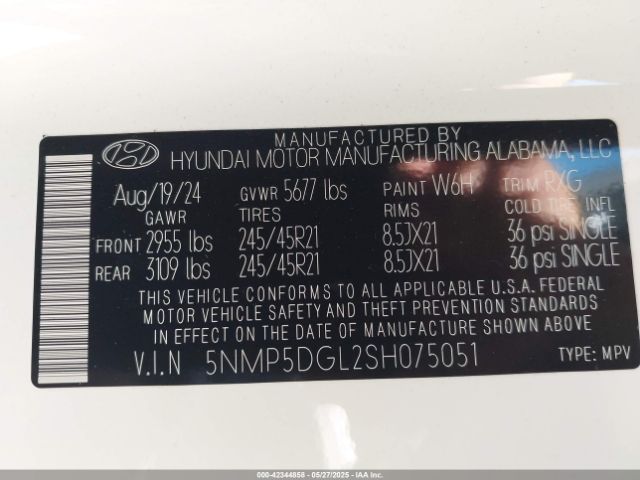 MANUFACTURED BY
HYUNDAI MOTOR MANUFACTURING ALABAMA, LLC
Aug/19/24 GVWR 5677 lbs PAINT W6H TRIM RXG
GAWR TIRES RIMS COLD TIRE INFL
FRONT 2955 lbs 245/45R21 8.5JX21 36 psi SINGLE
REAR 3109 lbs 245/45R21 8.5JX21 36 psi SINGLE
THIS VEHICLE CONFORMS TO ALL APPLICABLE U.S.A. FEDERAL
MOTOR VEHICLE SAFETY AND THEFT PREVENTION STANDARDS
IN EFFECT ON THE DATE OF MANUFACTURE SHOWN ABOVE
V.I.N 5NMP5DGL2SH075051 TYPE: MPV
000-42344858 - 05/27/2025 - IAAI.COM